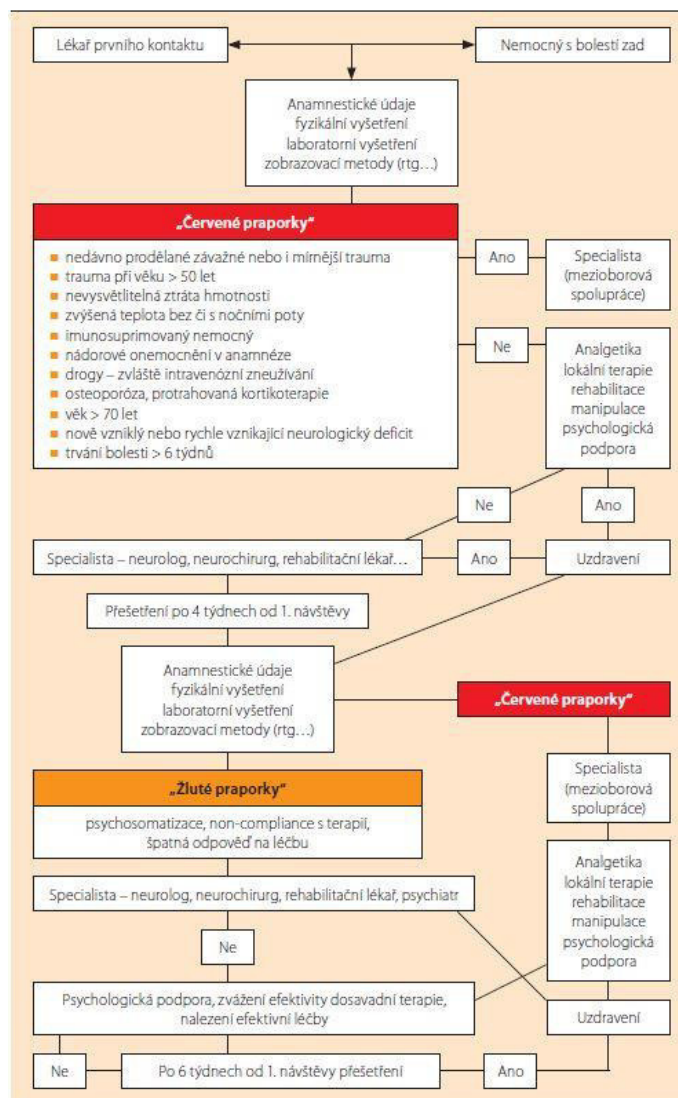 Lékař prvního kontaktu
Nemocný s bolestí zad
Anamnestické údaje
fyzikální vyšetření
laboratorní vyšetření
zobrazovací metody (rtg…)
„Červené praporky“
nedávno prodělané závažné nebo i mírnější trauma
trauma při věku > 50 let
nevysvětlitelná ztráta hmotnosti
zvýšená teplota bez či s nočními poty
imunosuprimovaný nemocný
nádorové onemocnění v anamnéze
drogy – zvláště intravenózní zneužívání
osteoporóza, protrahovaná kortikoterapie
věk > 70 let
nově vzniklý nebo rychle vznikající neurologický deficit
trvání bolesti > 6 týdnů
Ano
Specialista
(mezioborová
spolupráce)
Ne
Analgetika
lokální terapie
rehabilitace
manipulace
psychologická
podpora
Ne
Ano
Specialista – neurolog, neurochirurg, rehabilitační lékař…
Ano
Uzdravení
Přešetření po 4 týdnech od 1. návštěvy
Anamnestické údaje
fyzikální vyšetření
laboratorní vyšetření
zobrazovací metody (rtg…)
„Červené praporky“
Specialista
(mezioborová
spolupráce)
„Žluté praporky“
psychosomatizace, non-compliance s terapií,
špatná odpověď na léčbu
Analgetika
lokální terapie
rehabilitace
manipulace
psychologická
podpora
Specialista – neurolog, neurochirurg, rehabilitační lékař, psychiatr
Ne
Psychologická podpora, zvážení efektivity dosavadní terapie,
nalezení efektivní léčby
Uzdravení
Ne
Po 6 týdnech od 1. návštěvy přešetření
Ano